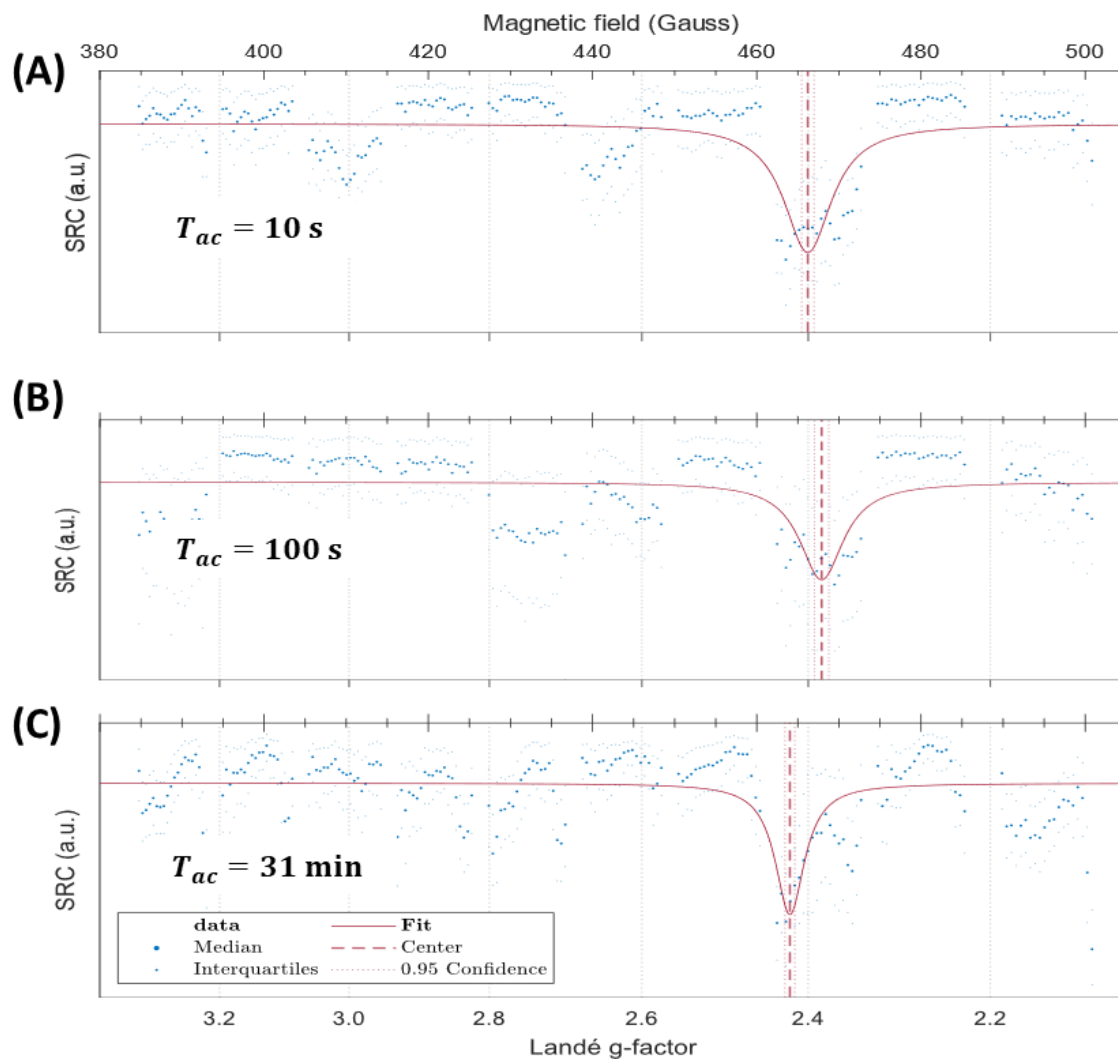 Magnetic field (Gauss)
380 400 420 440 460 480 500
(A)
SRC (a.u.)
T_ac = 10 s
(B)
SRC (a.u.)
T_ac = 100 s
(C)
SRC (a.u.)
T_ac = 31 min
data Fit
Median Center
Interquartiles 0.95 Confidence
3.2 3.0 2.8 2.6 2.4 2.2
Landé g-factor